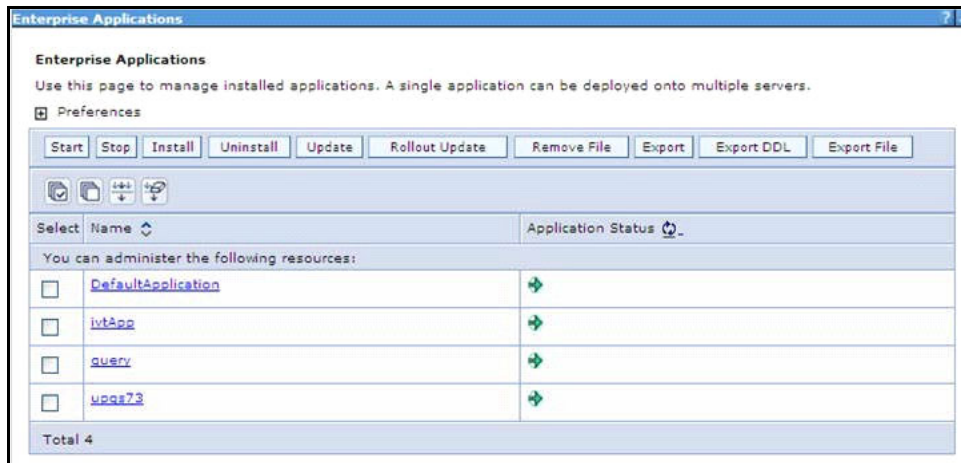 Enterprise Applications
Enterprise Applications
Use this page to manage installed applications. A single application can be deployed onto multiple servers.
Preferences
Start Stop Install Uninstall Update Rollout Update Remove File Export Export DDL Export File
Select Name Application Status
You can administer the following resources:
DefaultApplication
ivtApp
query
upqs73
Total 4